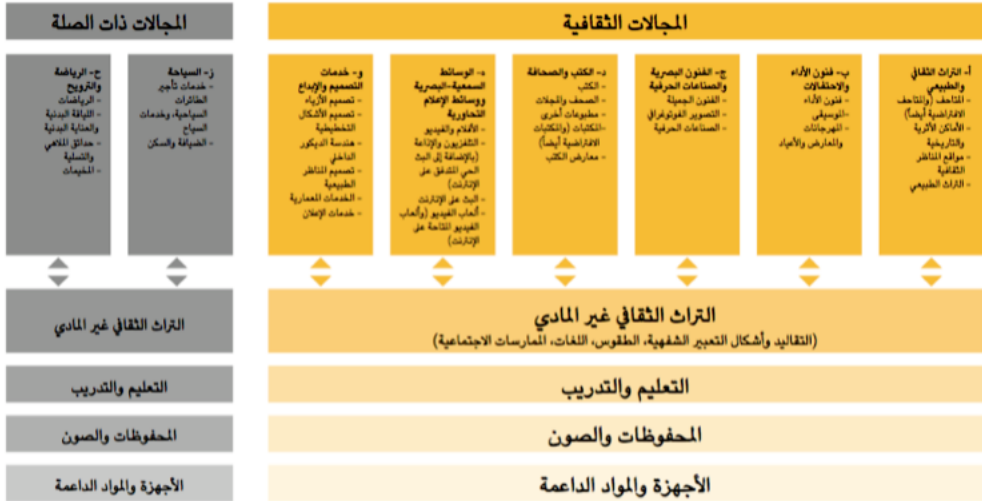 المجالات الثقافية
أ- التراث الثقافي
والطبيعي
- المتاحف (والمتاحف
الافتراضية أيضاً)
- الأماكن الأثرية
والتاريخية
- مواقع المناظر
الثقافية
- التراث الطبيعي
ب- فنون الأداء
والاحتفالات
- فنون الأداء
-الموسيقى
- المهرجانات
والمعارض والأعياد
ج- الفنون البصرية
والصناعات الحرفية
- الفنون الجميلة
- التصوير الفوتوغرافي
- الصناعات الحرفية
د- الكتب والصحافة
- الكتب
- الصحف والمجلات
- مطبوعات أخرى
-المكتبات (والمكتبات
الافتراضية أيضاً)
- معارض الكتب
ه- الوسائط
السمعية-البصرية
ووسائط الإعلام
التحاورية
- الأفلام والفيديو
- التلفزيون والإذاعة
(بالإضافة إلى البث
الحي المتدفق على
الإنترنت)
- البث على الإنترنت
- ألعاب الفيديو (وألعاب
الفيديو المتاحة على
الإنترنت)
و- خدمات
التصميم والإبداع
- تصميم الأزياء
- تصميم الأشكال
التخطيطية
- هندسة الديكور
الداخلي
- تصميم المناظر
الطبيعية
- الخدمات المعمارية
- خدمات الإعلان
التراث الثقافي غير المادي
(التقاليد وأشكال التعبير الشفهية، الطقوس، اللغات، الممارسات الاجتماعية)
التعليم والتدريب
المحفوظات والصون
الأجهزة والمواد الداعمة
المجالات ذات الصلة
ز- السياحة
- خدمات تأجير
الطائرات
السياحية، وخدمات
السياح
- الضيافة والسكن
ح- الرياضة
والترويح
- الرياضات
- اللياقة البدنية
والعناية البدنية
- حدائق الملاهي
والتسلية
- المخيمات
التراث الثقافي غير المادي
التعليم والتدريب
المحفوظات والصون
الأجهزة والمواد الداعمة